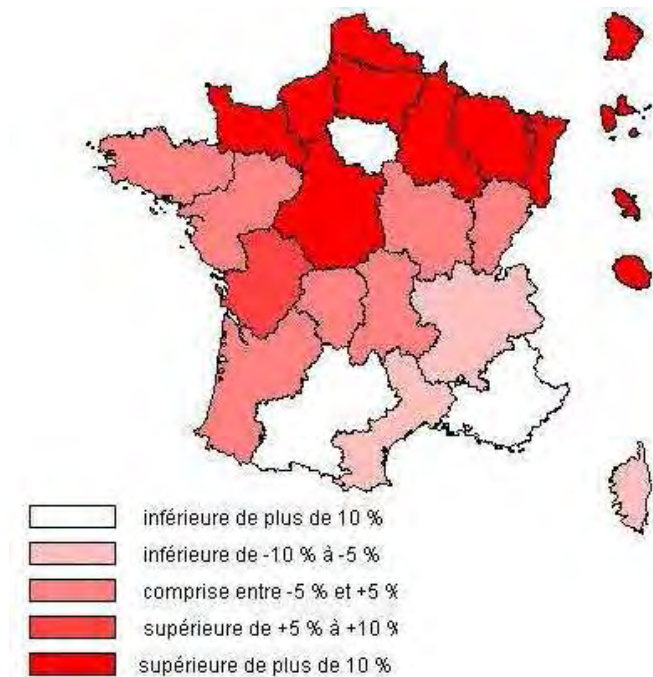 inférieure de plus de 10 %
inférieure de -10 % à -5 %
comprise entre -5 % et +5 %
supérieure de +5 % à +10 %
supérieure de plus de 10 %